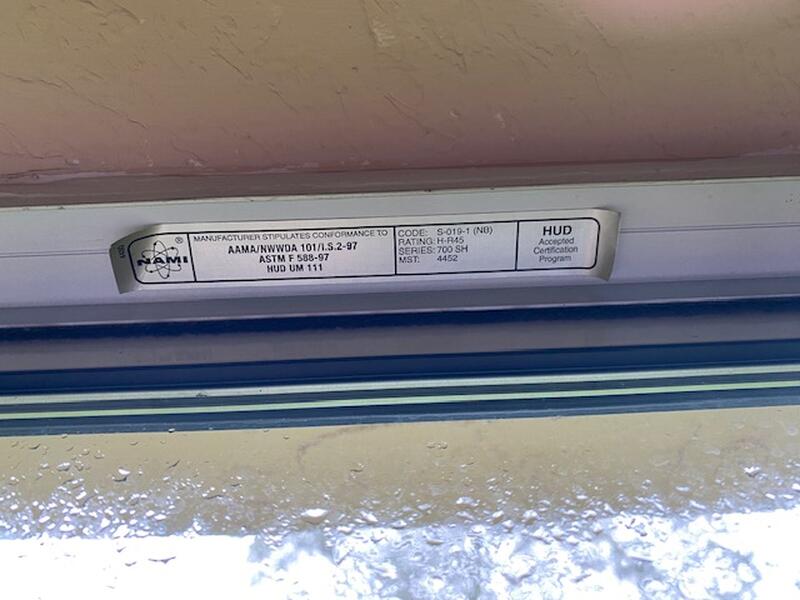 NAMI
®
MANUFACTURER STIPULATES CONFORMANCE TO
AAMA/NWWDA 101/I.S.2-97
ASTM F 588-97
HUD UM 111
CODE: S-019-1 (NB)
RATING: H-R45
SERIES: 700 SH
MST: 4452
HUD
Accepted
Certification
Program